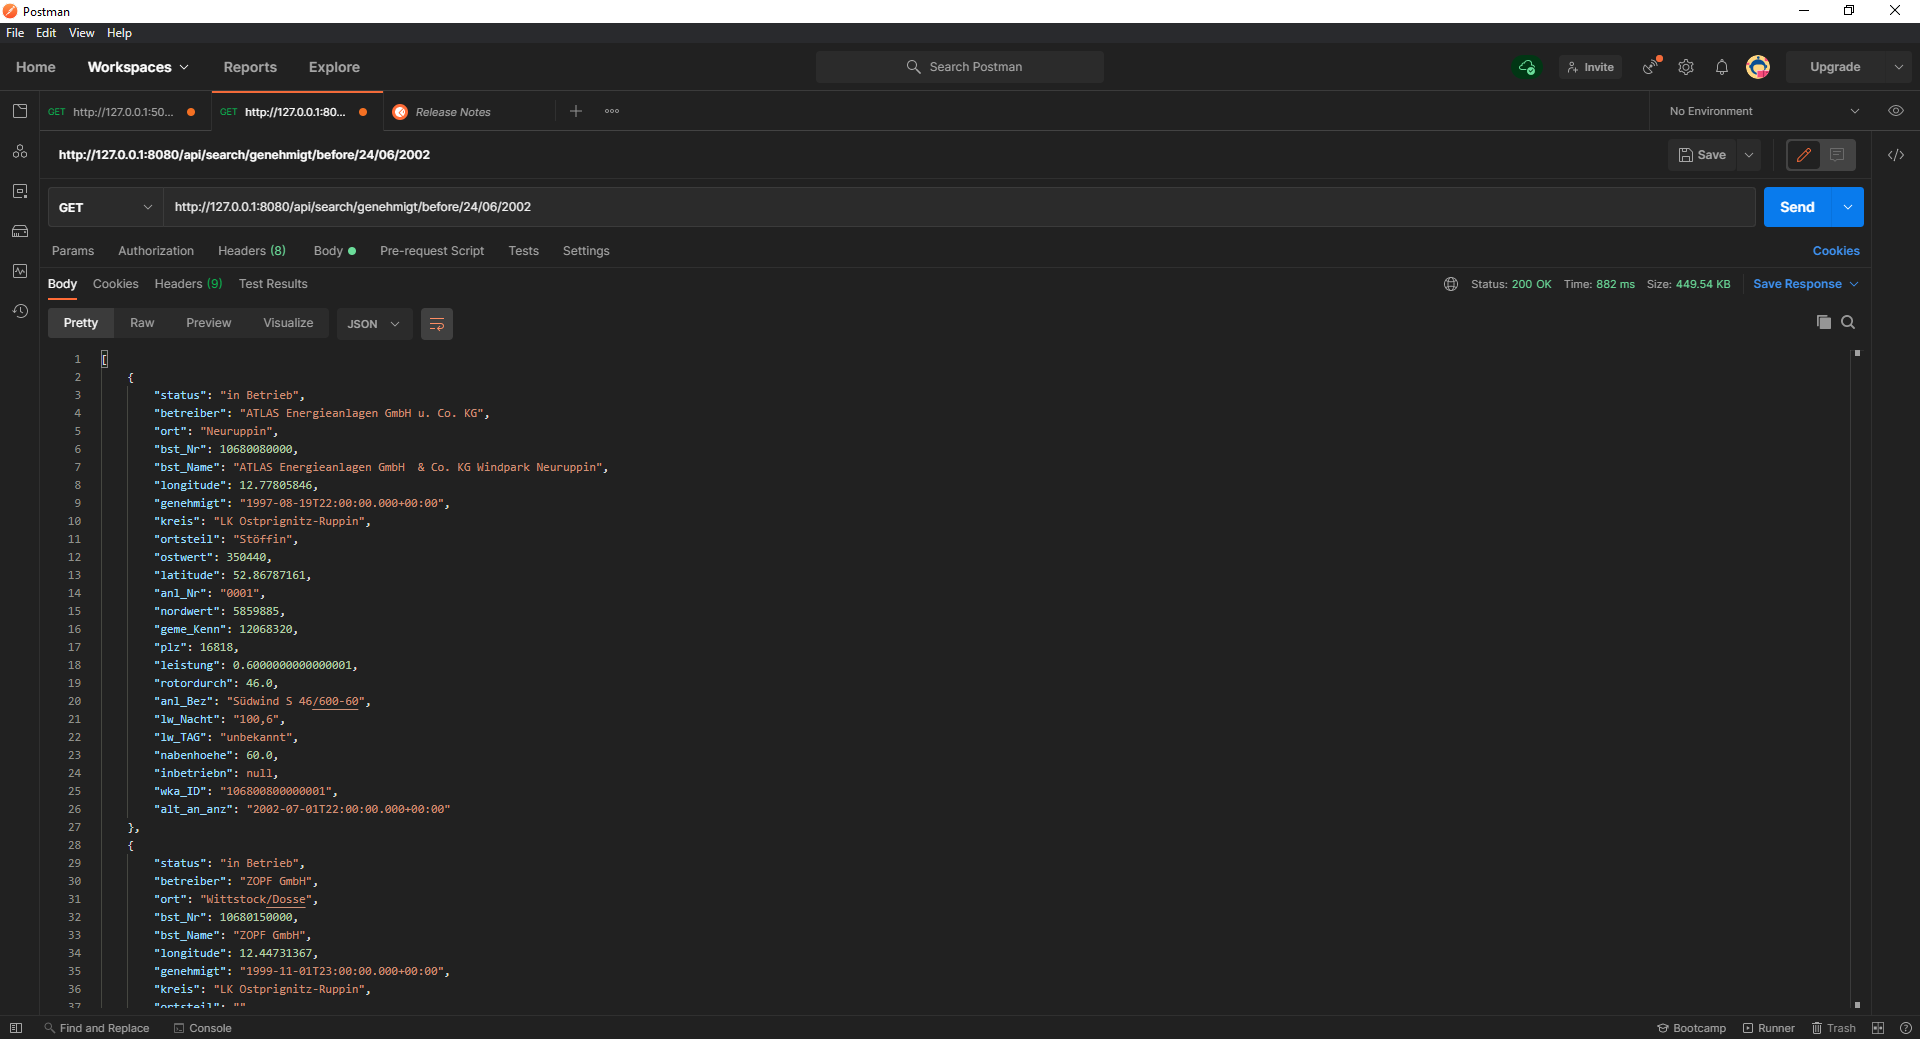 Postman
File Edit View Help
Home Workspaces Reports Explore Search Postman Invite Upgrade
GET http://127.0.0.1:50... GET http://127.0.0.1:80... Release Notes No Environment
http://127.0.0.1:8080/api/search/genehmigt/before/24/06/2002 Save
GET http://127.0.0.1:8080/api/search/genehmigt/before/24/06/2002 Send
Params Authorization Headers (8) Body Pre-request Script Tests Settings Cookies
Body Cookies Headers (9) Test Results Status: 200 OK Time: 882 ms Size: 449.54 KB Save Response
Pretty Raw Preview Visualize JSON
1 [
2 {
3 "status": "in Betrieb",
4 "betreiber": "ATLAS Energieanlagen GmbH u. Co. KG",
5 "ort": "Neuruppin",
6 "bst_Nr": 10680080000,
7 "bst_Name": "ATLAS Energieanlagen GmbH  & Co. KG Windpark Neuruppin",
8 "longitude": 12.77805846,
9 "genehmigt": "1997-08-19T22:00:00.000+00:00",
10 "kreis": "LK Ostprignitz-Ruppin",
11 "ortsteil": "Stöffin",
12 "ostwert": 350440,
13 "latitude": 52.86787161,
14 "anl_Nr": "0001",
15 "nordwert": 5859885,
16 "geme_Kenn": 12068320,
17 "plz": 16818,
18 "leistung": 0.6000000000000001,
19 "rotordurch": 46.0,
20 "anl_Bez": "Südwind S 46/600-60",
21 "lw_Nacht": "100,6",
22 "lw_TAG": "unbekannt",
23 "nabenhoehe": 60.0,
24 "inbetriebn": null,
25 "wka_ID": "106800800000001",
26 "alt_an_anz": "2002-07-01T22:00:00.000+00:00"
27 },
28 {
29 "status": "in Betrieb",
30 "betreiber": "ZOPF GmbH",
31 "ort": "Wittstock/Dosse",
32 "bst_Nr": 10680150000,
33 "bst_Name": "ZOPF GmbH",
34 "longitude": 12.44731367,
35 "genehmigt": "1999-11-01T23:00:00.000+00:00",
36 "kreis": "LK Ostprignitz-Ruppin",
37 "ortsteil": ""
Find and Replace Console Bootcamp Runner Trash